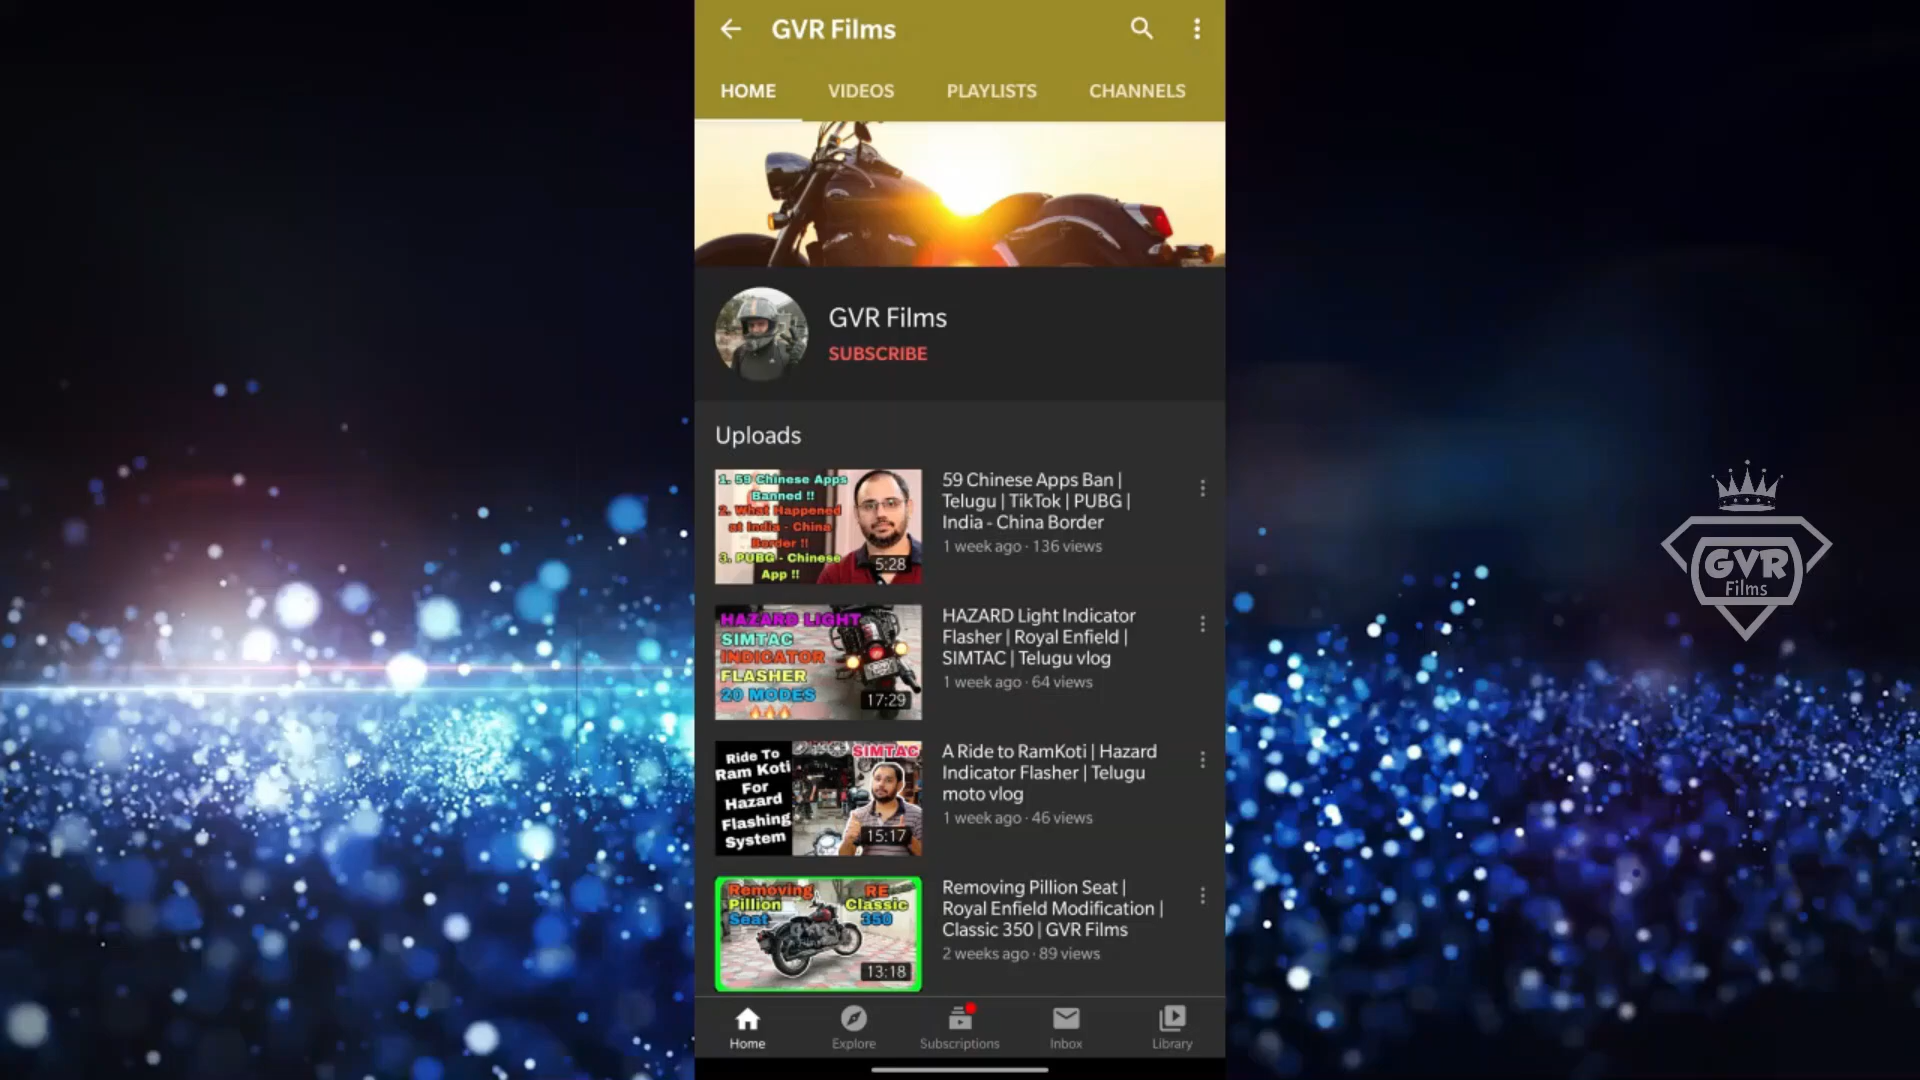 GVR Films
HOME VIDEOS PLAYLISTS CHANNELS
GVR Films
SUBSCRIBE
Uploads
1. 59 Chinese Apps
Banned !!
2. What Happened
at India - China
Border !!
3. PUBG - Chinese
App !!
5:28
59 Chinese Apps Ban |
Telugu | TikTok | PUBG |
India - China Border
1 week ago · 136 views
HAZARD LIGHT
SIMTAC
INDICATOR
FLASHER
20 MODES
17:29
HAZARD Light Indicator
Flasher | Royal Enfield |
SIMTAC | Telugu vlog
1 week ago · 64 views
Ride To
Ram Koti
For
Hazard
Flashing
System
SIMTAC
15:17
A Ride to RamKoti | Hazard
Indicator Flasher | Telugu
moto vlog
1 week ago · 46 views
Removing
Pillion
Seat
RE
Classic
350
GVR
13:18
Removing Pillion Seat |
Royal Enfield Modification |
Classic 350 | GVR Films
2 weeks ago · 89 views
Home Explore Subscriptions Inbox Library
GVR
Films